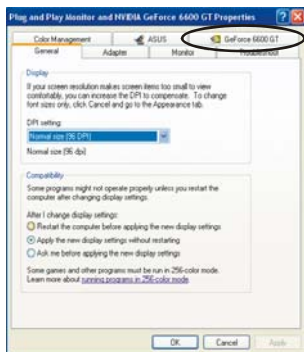 Plug and Play Monitor and NVIDIA GeForce 6600 GT Properties
Color Management
ASUS
GeForce 6600 GT
General
Adapter
Monitor
Troubleshoot
Display
If your screen resolution makes screen items too small to view
comfortably, you can increase the DPI to compensate. To change
font sizes only, click Cancel and go to the Appearance tab.
DPI setting:
Normal size (96 DPI)
Normal size (96 dpi)
Compatibility
Some programs might not operate properly unless you restart the
computer after changing display settings.
After I change display settings:
Restart the computer before applying the new display settings
Apply the new display settings without restarting
Ask me before applying the new display settings
Some games and other programs must be run in 256-color mode.
Learn more about running programs in 256-color mode.
OK
Cancel
Apply